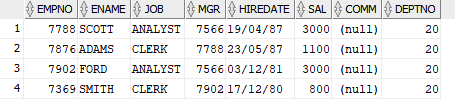 EMPNO ENAME JOB MGR HIREDATE SAL COMM DEPTNO
1 7788 SCOTT ANALYST 7566 19/04/87 3000 (null) 20
2 7876 ADAMS CLERK 7788 23/05/87 1100 (null) 20
3 7902 FORD ANALYST 7566 03/12/81 3000 (null) 20
4 7369 SMITH CLERK 7902 17/12/80 800 (null) 20